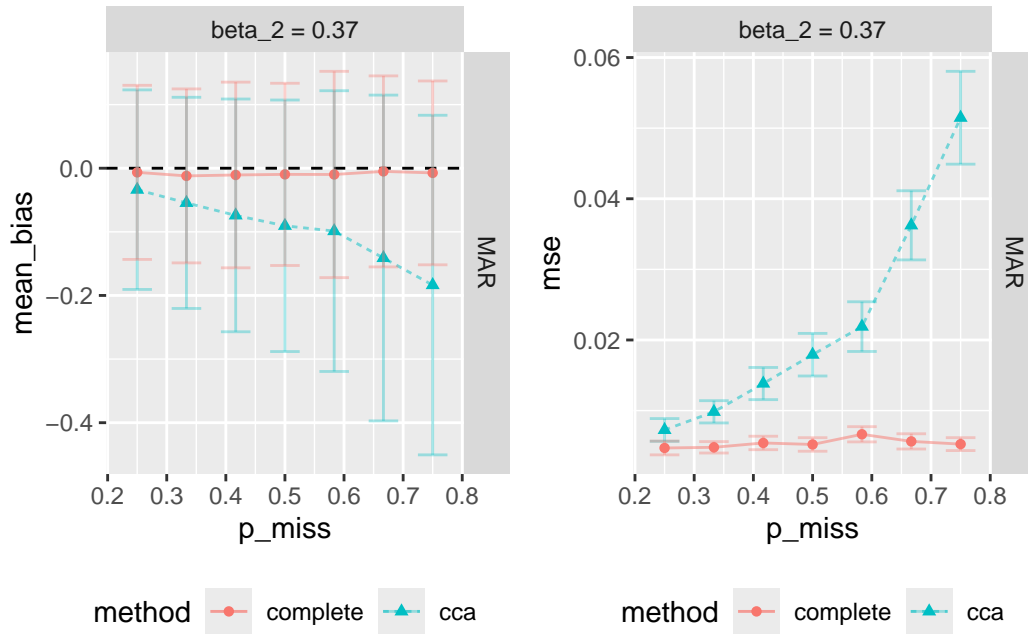 beta_2 = 0.37
mean_bias
0.0
−0.2
−0.4
MAR
0.2 0.3 0.4 0.5 0.6 0.7 0.8
p_miss
method complete cca
beta_2 = 0.37
mse
0.06
0.04
0.02
MAR
0.2 0.3 0.4 0.5 0.6 0.7 0.8
p_miss
method complete cca